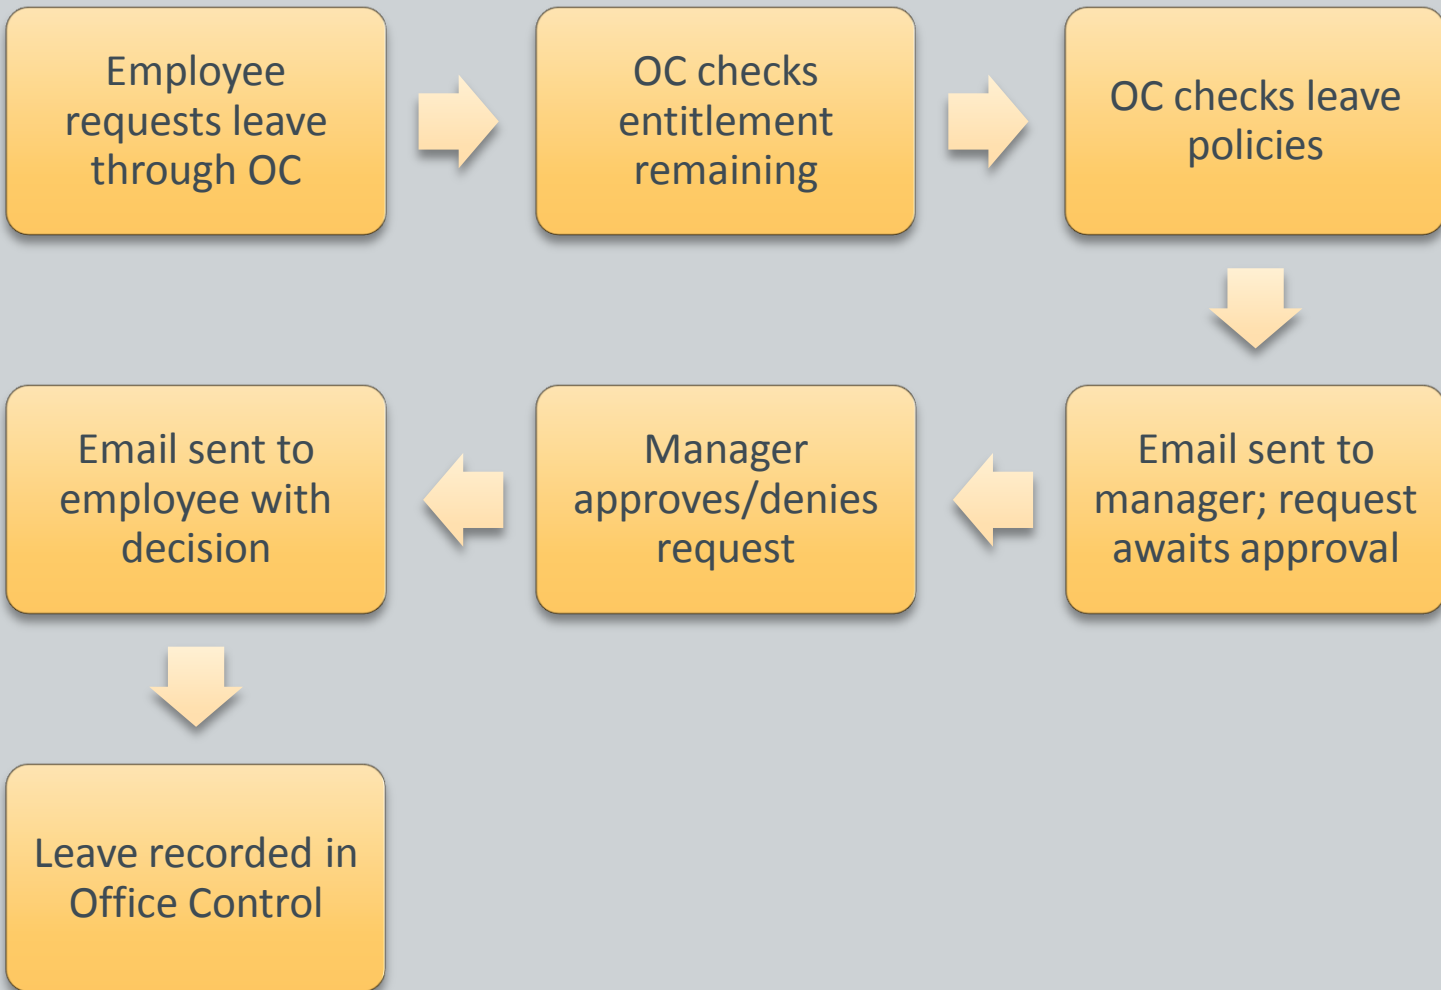 Employee
requests leave
through OC
OC checks
entitlement
remaining
OC checks leave
policies
Email sent to
manager; request
awaits approval
Manager
approves/denies
request
Email sent to
employee with
decision
Leave recorded in
Office Control